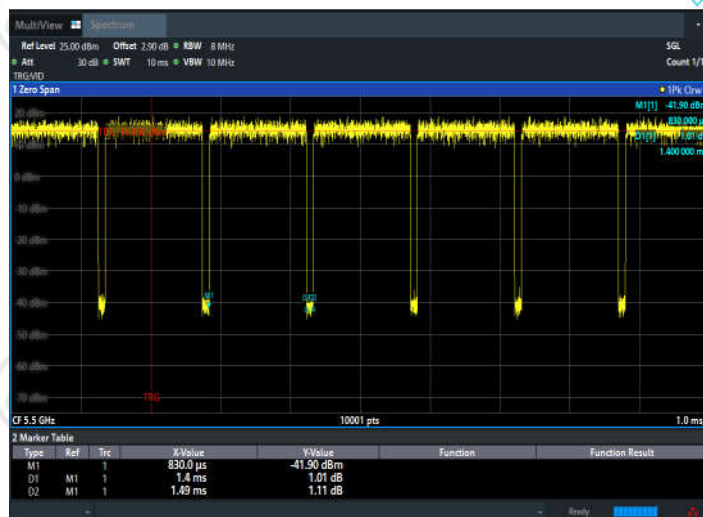 MultiView Spectrum
Ref Level 25.00 dBm Offset 2.90 dB RBW 8 MHz SGL
Att 30 dB SWT 10 ms VBW 10 MHz Count 1/1
TRG:VID
1 Zero Span 1Pk Clrw
M1[1] -41.90 dBm
20 dBm 830.000 µ
D1[1] 1.01 d
10 dBm
1.400 000 m
0 dBm
-10 dBm
-20 dBm
-30 dBm
M1
-40 dBm
-50 dBm
-60 dBm
-70 dBm TRG
CF 5.5 GHz 10001 pts 1.0 ms
2 Marker Table
Type Ref Trc X-Value Y-Value Function Function Result
M1 1 830.0 µs -41.90 dBm
D1 M1 1 1.4 ms 1.01 dB
D2 M1 1 1.49 ms 1.11 dB
Ready